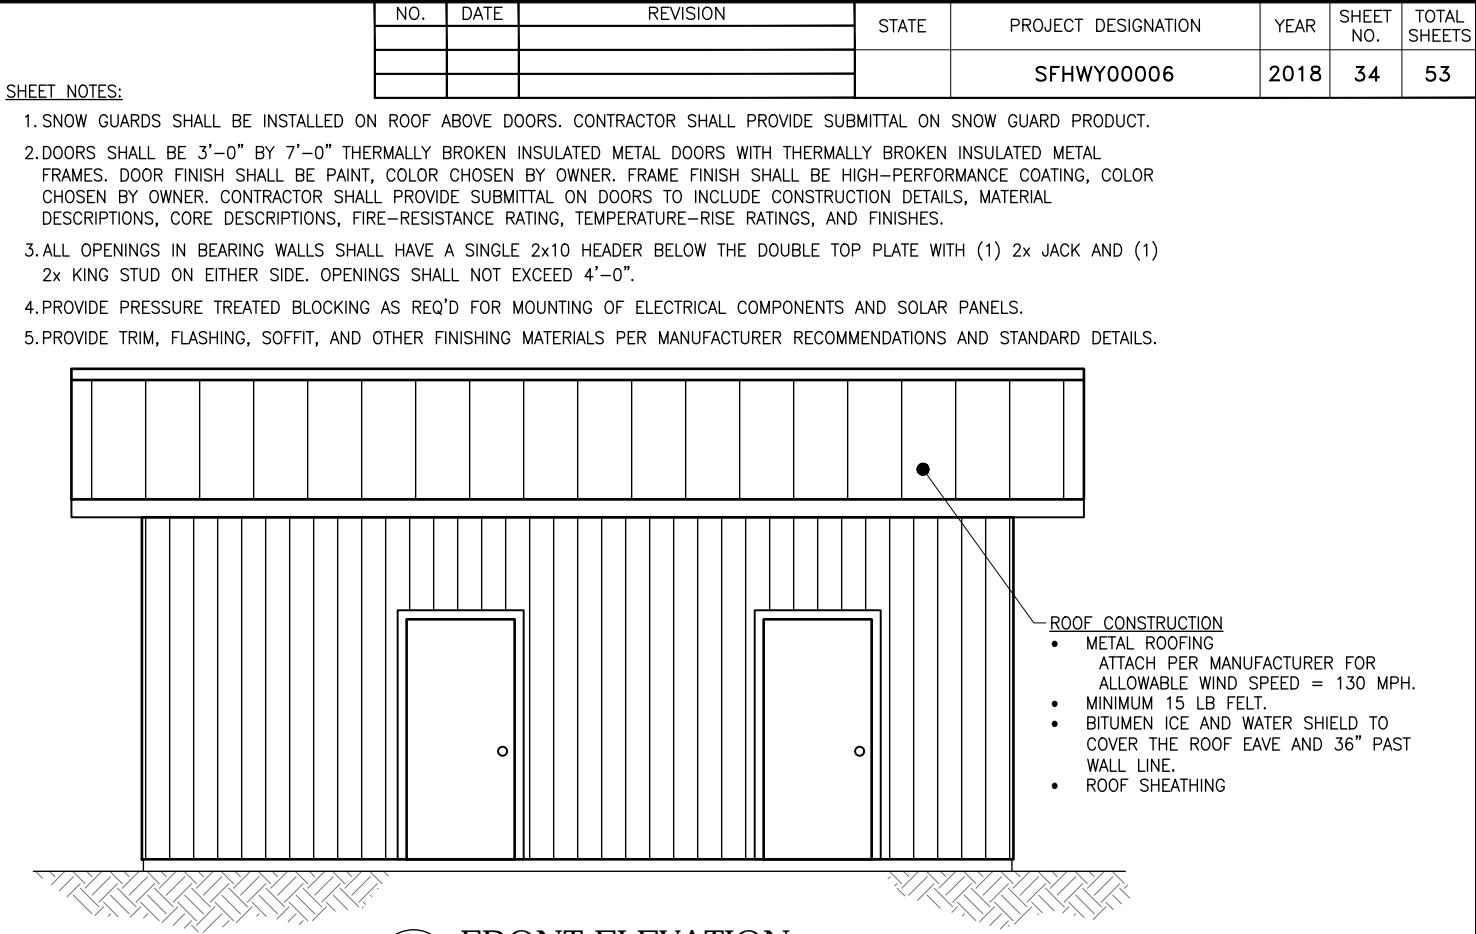 NO. DATE REVISION STATE PROJECT DESIGNATION YEAR SHEET NO. TOTAL SHEETS
SFHWY00006 2018 34 53
SHEET NOTES:
1. SNOW GUARDS SHALL BE INSTALLED ON ROOF ABOVE DOORS. CONTRACTOR SHALL PROVIDE SUBMITTAL ON SNOW GUARD PRODUCT.
2. DOORS SHALL BE 3'-0" BY 7'-0" THERMALLY BROKEN INSULATED METAL DOORS WITH THERMALLY BROKEN INSULATED METAL
FRAMES. DOOR FINISH SHALL BE PAINT, COLOR CHOSEN BY OWNER. FRAME FINISH SHALL BE HIGH-PERFORMANCE COATING, COLOR
CHOSEN BY OWNER. CONTRACTOR SHALL PROVIDE SUBMITTAL ON DOORS TO INCLUDE CONSTRUCTION DETAILS, MATERIAL
DESCRIPTIONS, CORE DESCRIPTIONS, FIRE-RESISTANCE RATING, TEMPERATURE-RISE RATINGS, AND FINISHES.
3. ALL OPENINGS IN BEARING WALLS SHALL HAVE A SINGLE 2x10 HEADER BELOW THE DOUBLE TOP PLATE WITH (1) 2x JACK AND (1)
2x KING STUD ON EITHER SIDE. OPENINGS SHALL NOT EXCEED 4'-0".
4. PROVIDE PRESSURE TREATED BLOCKING AS REQ'D FOR MOUNTING OF ELECTRICAL COMPONENTS AND SOLAR PANELS.
5. PROVIDE TRIM, FLASHING, SOFFIT, AND OTHER FINISHING MATERIALS PER MANUFACTURER RECOMMENDATIONS AND STANDARD DETAILS.
ROOF CONSTRUCTION
• METAL ROOFING
ATTACH PER MANUFACTURER FOR
ALLOWABLE WIND SPEED = 130 MPH.
• MINIMUM 15 LB FELT.
• BITUMEN ICE AND WATER SHIELD TO
COVER THE ROOF EAVE AND 36" PAST
WALL LINE.
• ROOF SHEATHING
FRONT ELEVATION